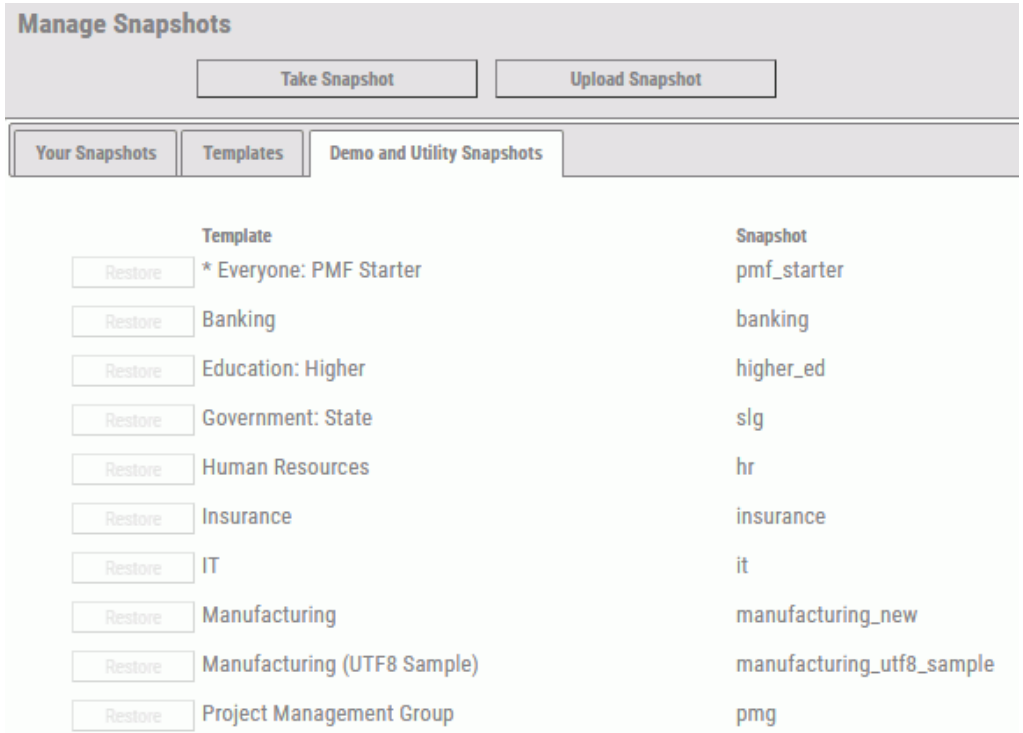 Manage Snapshots
Take Snapshot Upload Snapshot
Your Snapshots Templates Demo and Utility Snapshots
Template Snapshot
Restore * Everyone: PMF Starter pmf_starter
Restore Banking banking
Restore Education: Higher higher_ed
Restore Government: State slg
Restore Human Resources hr
Restore Insurance insurance
Restore IT it
Restore Manufacturing manufacturing_new
Restore Manufacturing (UTF8 Sample) manufacturing_utf8_sample
Restore Project Management Group pmg